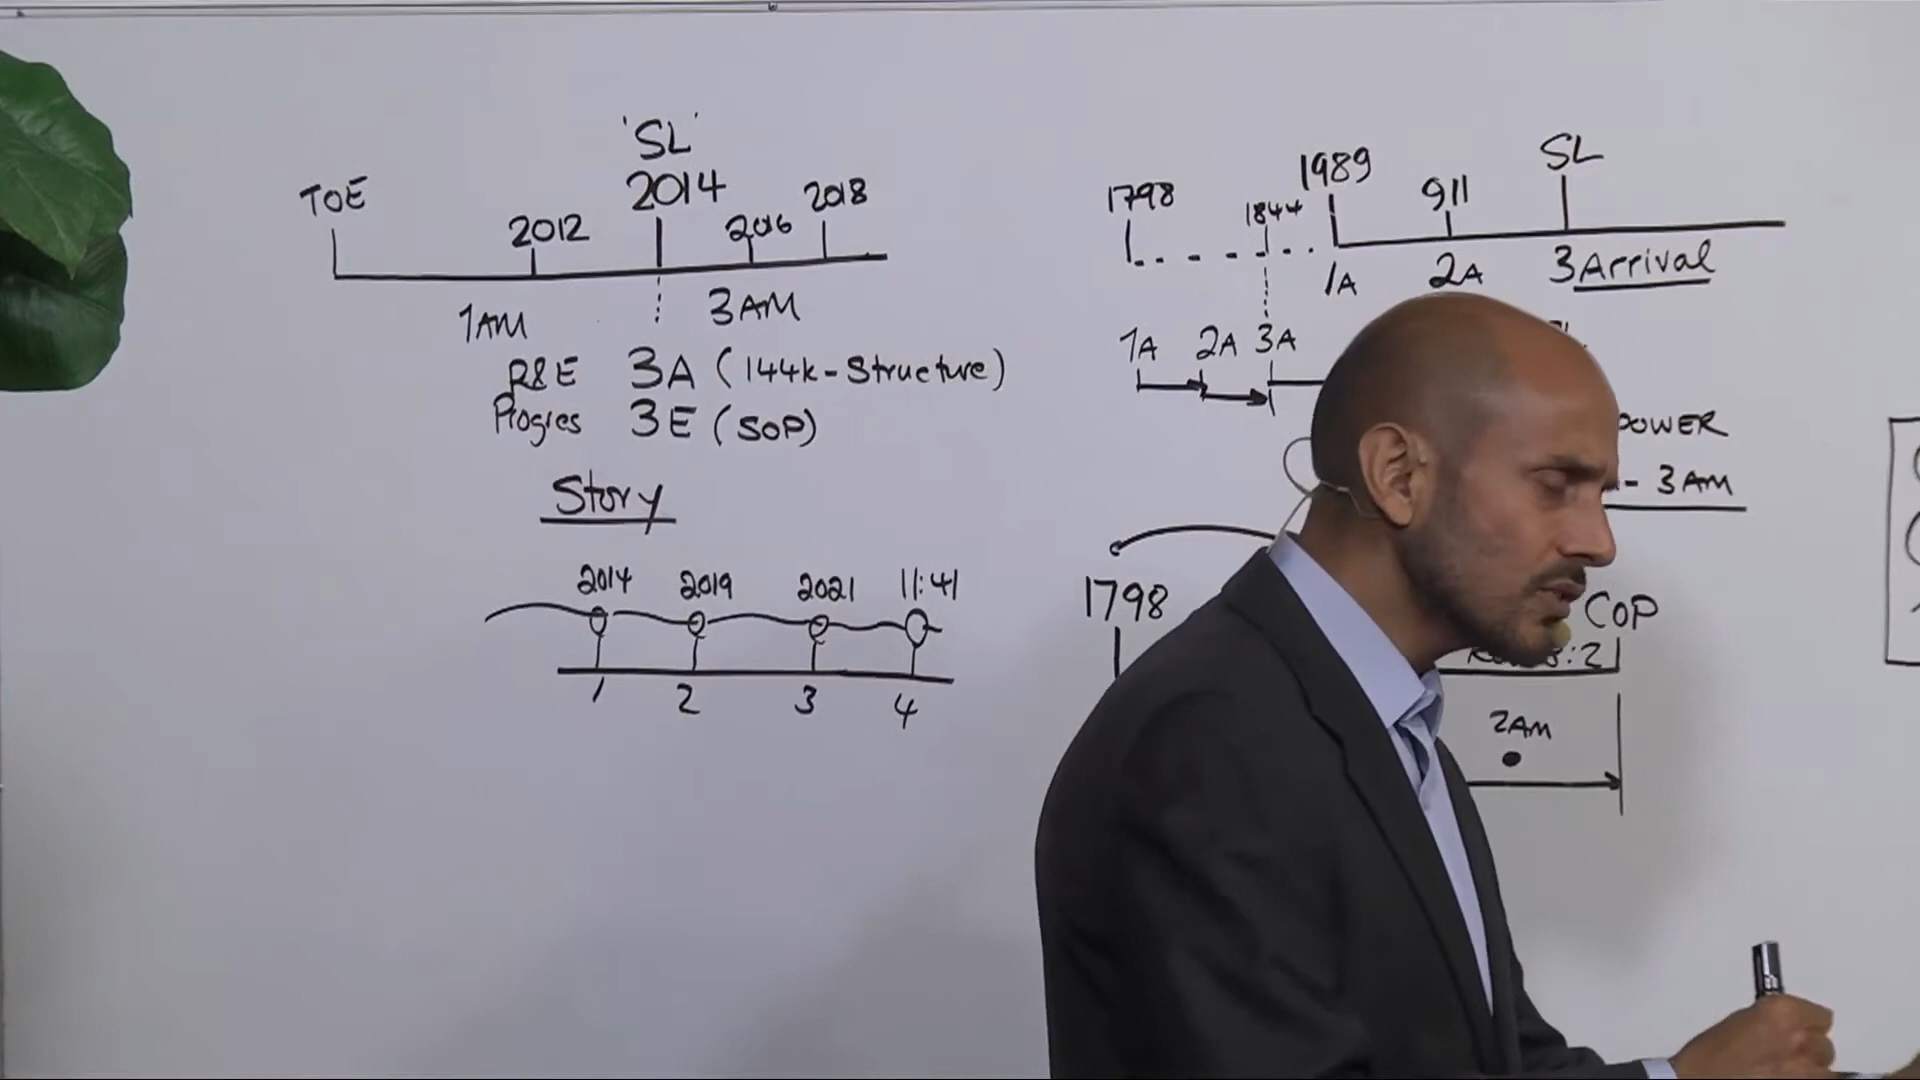 'SL'
TOE 2012 2014 2016 2018
1AM 3AM
R&E 3A (144k-Structure)
Progres 3E (SOP)
Story
2014 2019 2021 11:41
1 2 3 4
SL
1798 1844 1989 911
1A 2A 3Arrival
1A 2A 3A
POWER
- 3AM
1798 COP
:2
2AM